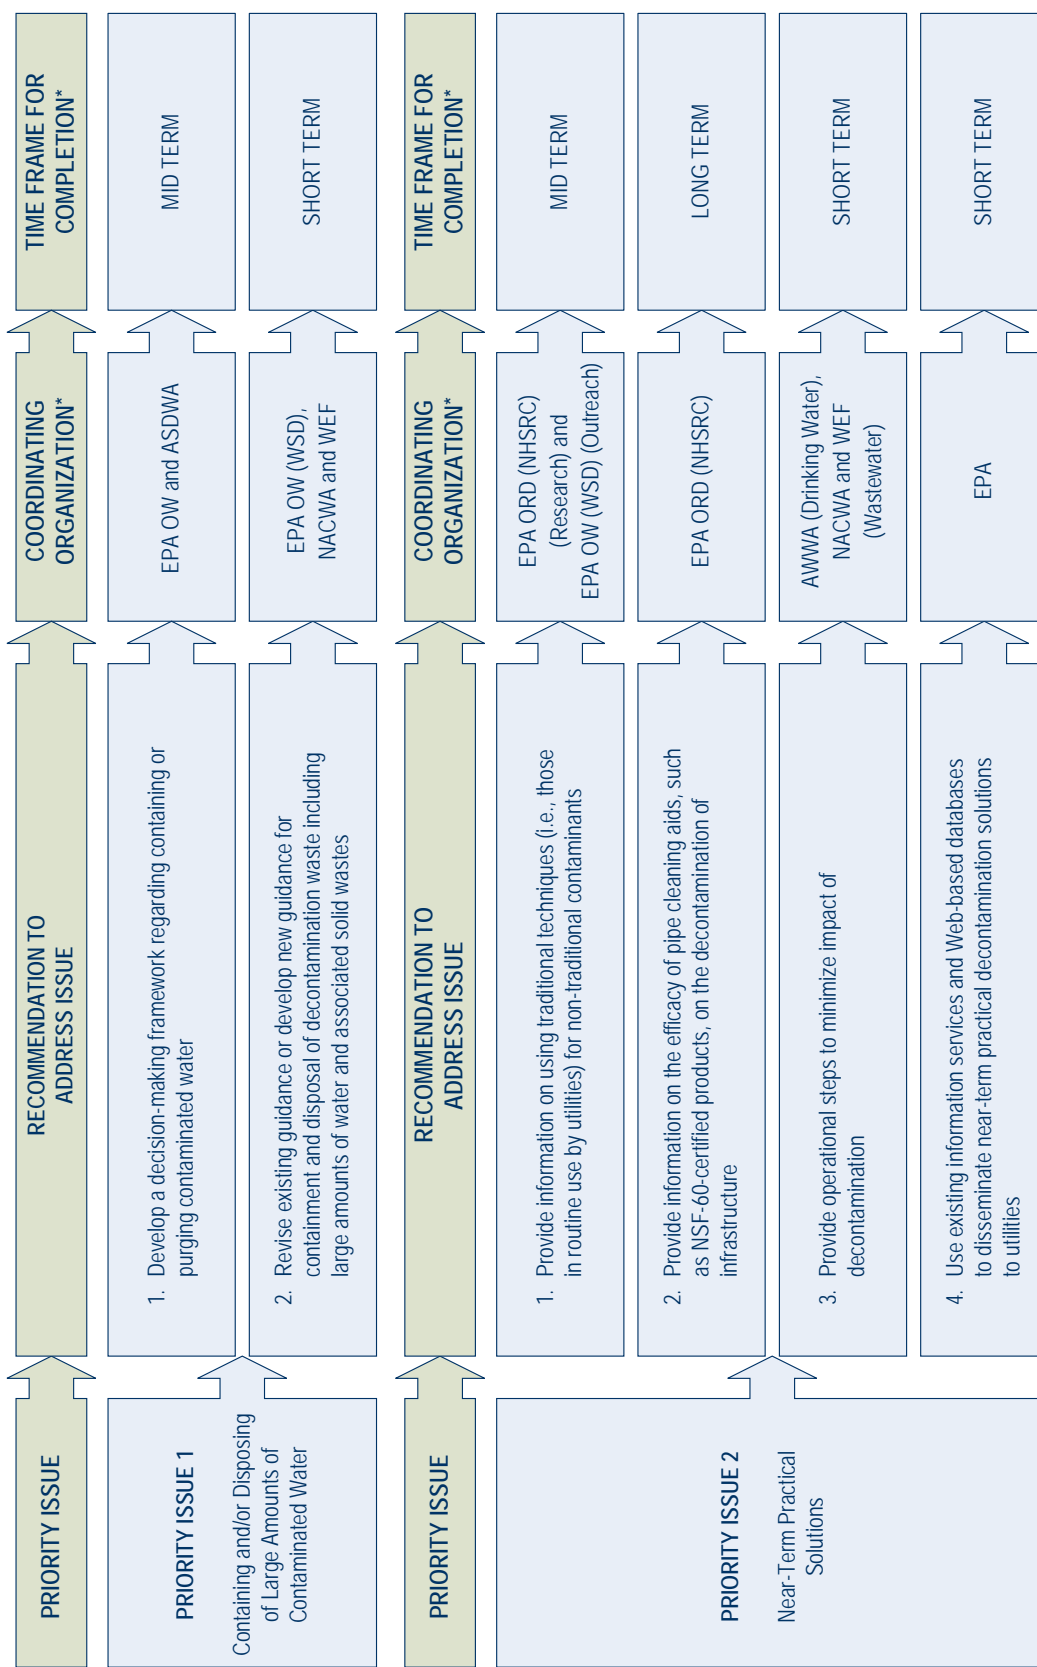 PRIORITY ISSUE
RECOMMENDATION TO
ADDRESS ISSUE
COORDINATING
ORGANIZATION*
TIME FRAME FOR
COMPLETION*
PRIORITY ISSUE 1
Containing and/or Disposing
of Large Amounts of
Contaminated Water
1. Develop a decision-making framework regarding containing or
purging contaminated water
EPA OW and ASDWA
MID TERM
2. Revise existing guidance or develop new guidance for
containment and disposal of decontamination waste including
large amounts of water and associated solid wastes
EPA OW (WSD),
NACWA and WEF
SHORT TERM
PRIORITY ISSUE
RECOMMENDATION TO
ADDRESS ISSUE
COORDINATING
ORGANIZATION*
TIME FRAME FOR
COMPLETION*
PRIORITY ISSUE 2
Near-Term Practical
Solutions
1. Provide information on using traditional techniques (i.e., those
in routine use by utilities) for non-traditional contaminants
EPA ORD (NHSRC)
(Research) and
EPA OW (WSD) (Outreach)
MID TERM
2. Provide information on the efficacy of pipe cleaning aids, such
as NSF-60-certified products, on the decontamination of
infrastructure
EPA ORD (NHSRC)
LONG TERM
3. Provide operational steps to minimize impact of
decontamination
AWWA (Drinking Water),
NACWA and WEF
(Wastewater)
SHORT TERM
4. Use existing information services and Web-based databases
to disseminate near-term practical decontamination solutions
to utilities
EPA
SHORT TERM